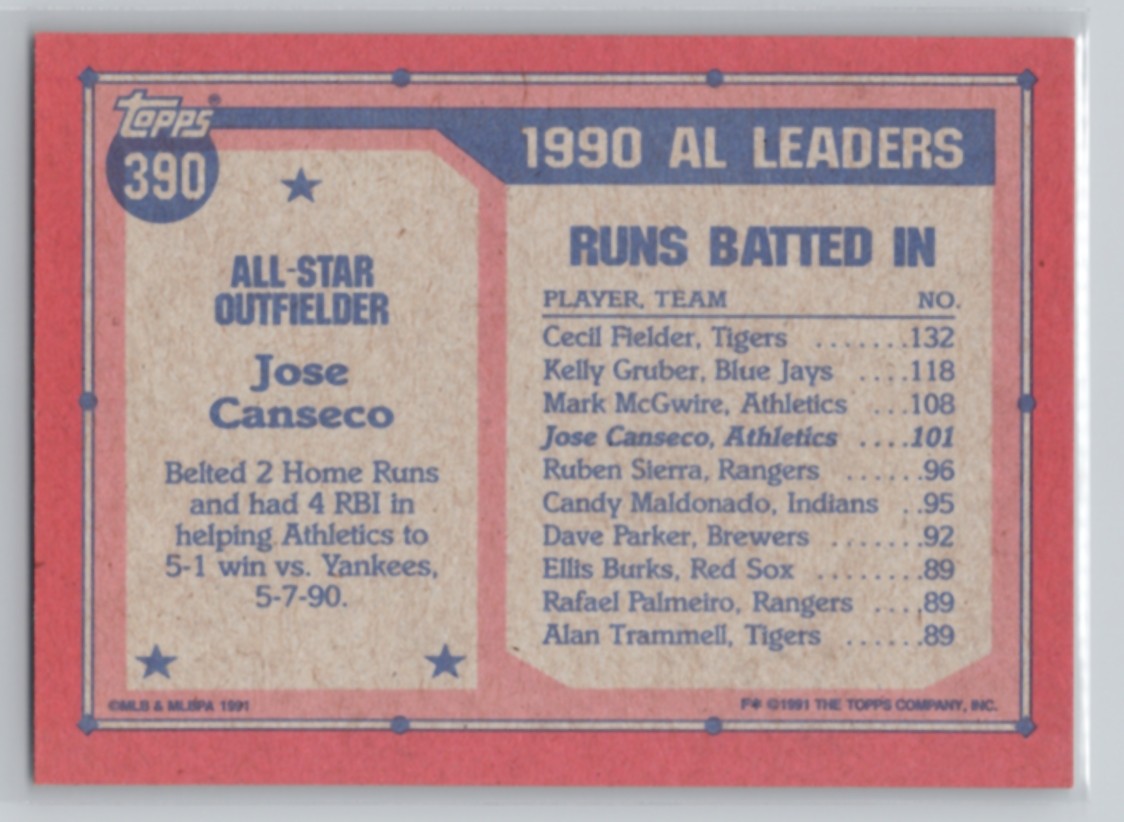 Topps®
390
ALL-STAR
OUTFIELDER
Jose
Canseco
Belted 2 Home Runs
and had 4 RBI in
helping Athletics to
5-1 win vs. Yankees,
5-7-90.
1990 AL LEADERS
RUNS BATTED IN
PLAYER, TEAM NO.
Cecil Fielder, Tigers .......132
Kelly Gruber, Blue Jays ....118
Mark McGwire, Athletics ...108
Jose Canseco, Athletics ....101
Ruben Sierra, Rangers ......96
Candy Maldonado, Indians ..95
Dave Parker, Brewers .......92
Ellis Burks, Red Sox ........89
Rafael Palmeiro, Rangers ....89
Alan Trammell, Tigers ......89
©MLB & MLBPA 1991
F* ©1991 THE TOPPS COMPANY, INC.